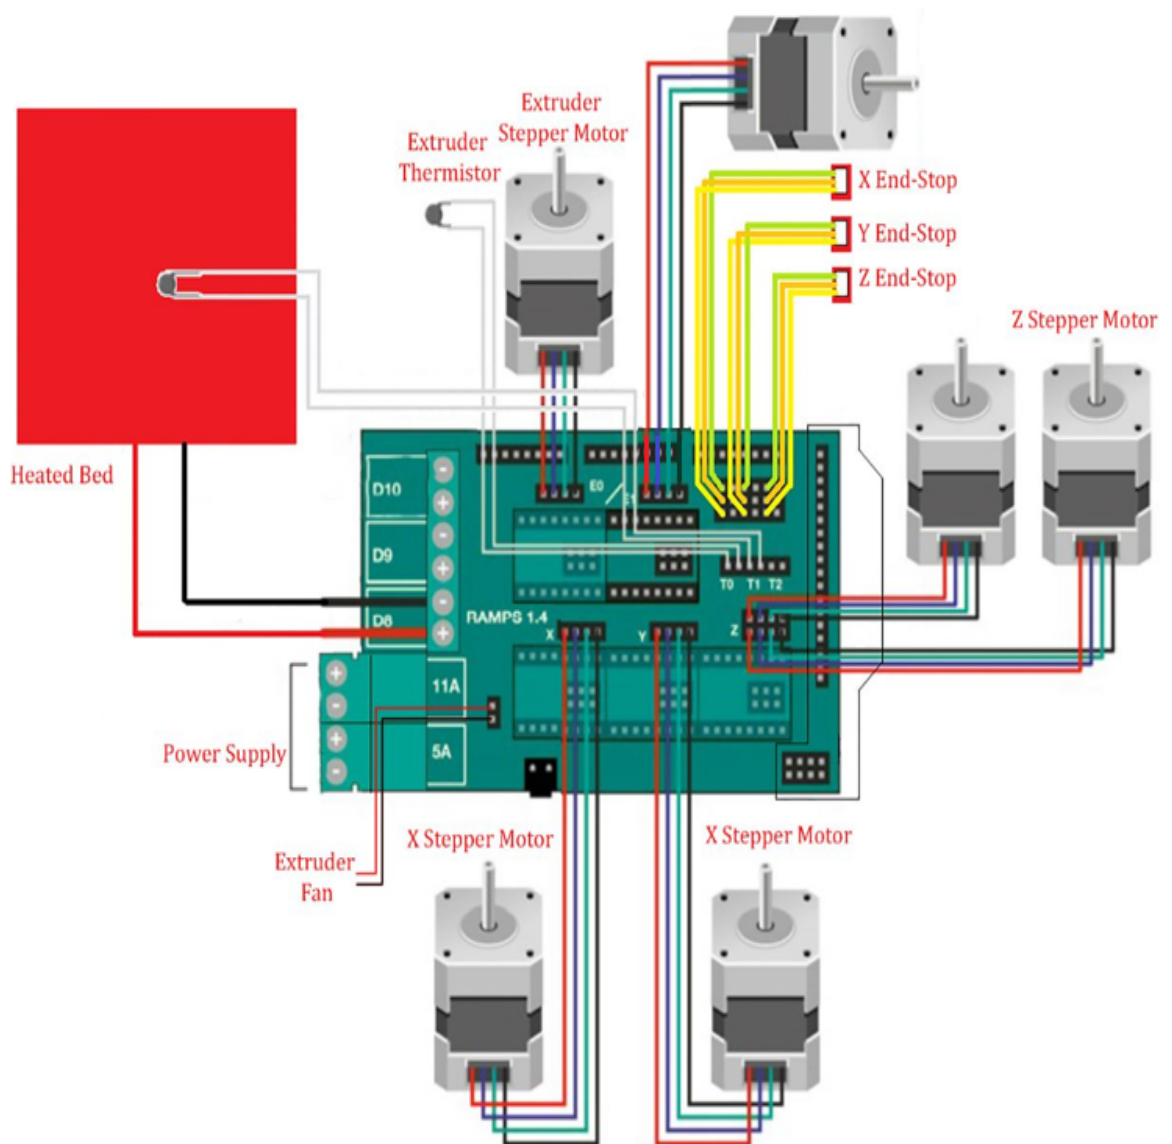 Extruder
Stepper Motor
Extruder
Thermistor
X End-Stop
Y End-Stop
Z End-Stop
Z Stepper Motor
Heated Bed
D10
D9
D8
E0
T0
T1
T2
RAMPS 1.4
X
Y
Z
11A
5A
Power Supply
Extruder
Fan
X Stepper Motor
X Stepper Motor